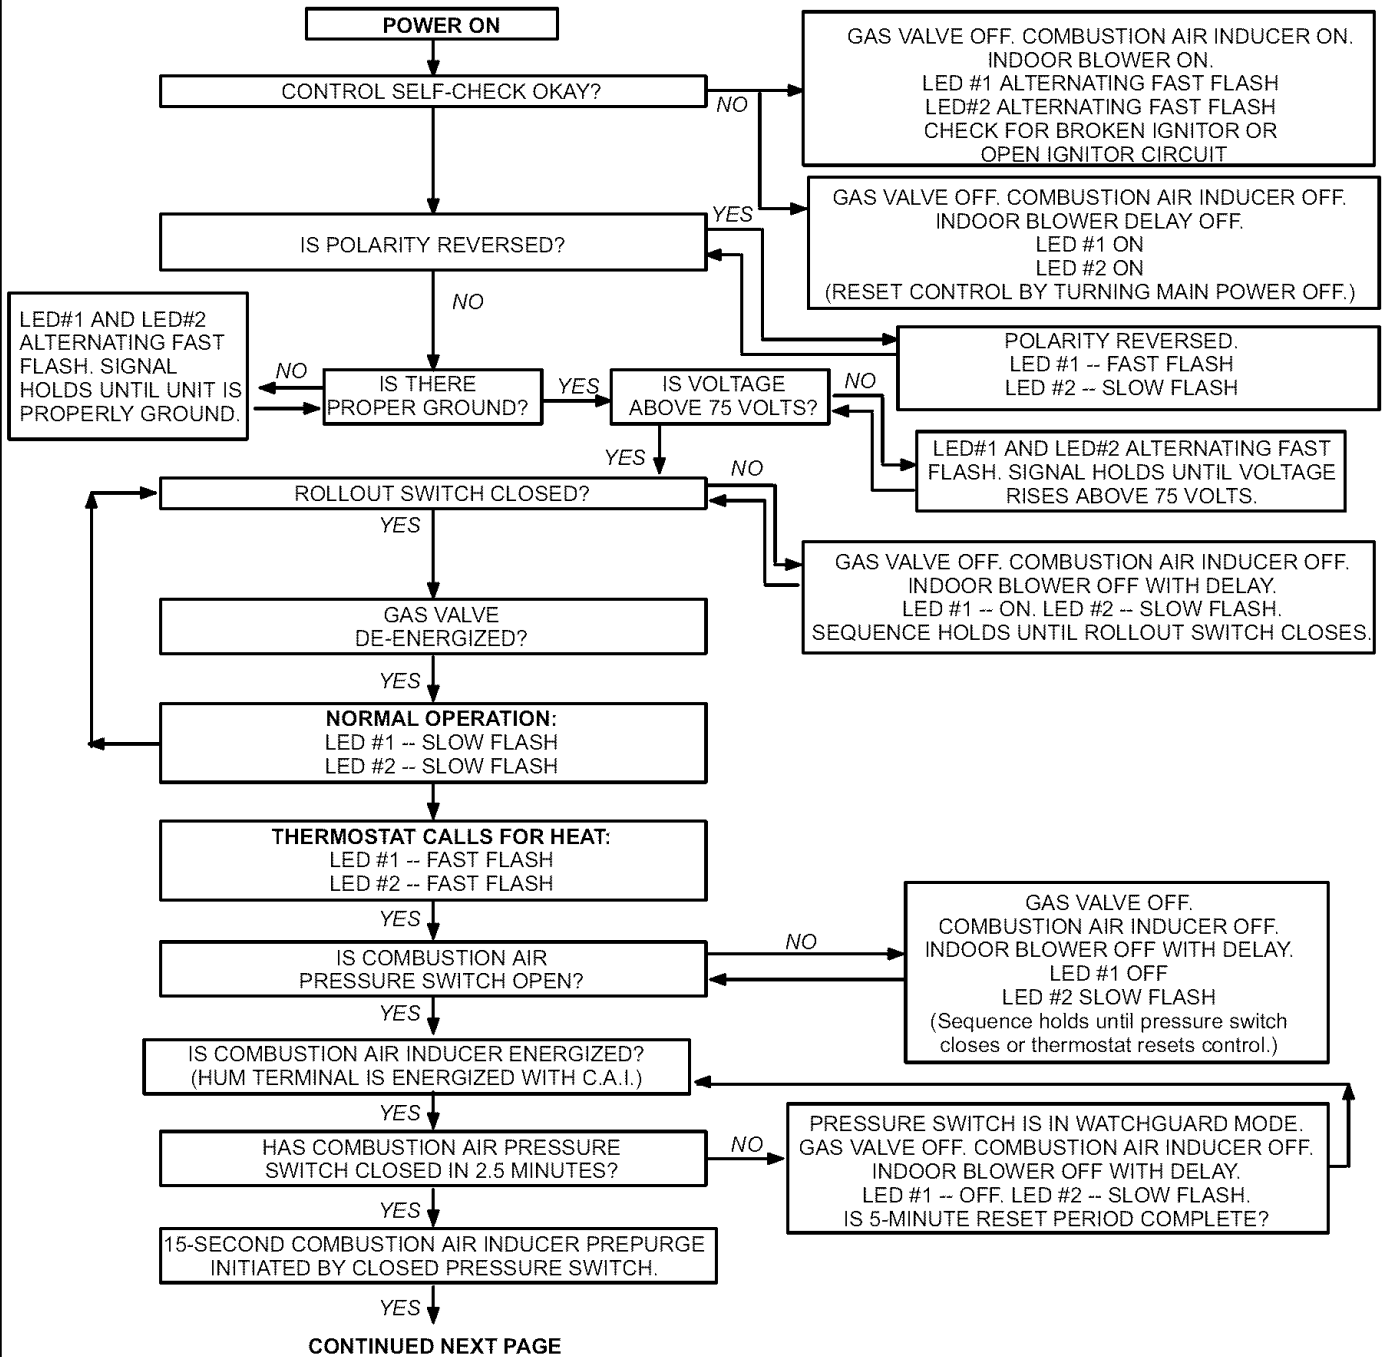 POWER ON
CONTROL SELF-CHECK OKAY?
NO
GAS VALVE OFF. COMBUSTION AIR INDUCER ON.
INDOOR BLOWER ON.
LED #1 ALTERNATING FAST FLASH
LED#2 ALTERNATING FAST FLASH
CHECK FOR BROKEN IGNITOR OR
OPEN IGNITOR CIRCUIT
GAS VALVE OFF. COMBUSTION AIR INDUCER OFF.
INDOOR BLOWER DELAY OFF.
LED #1 ON
LED #2 ON
(RESET CONTROL BY TURNING MAIN POWER OFF.)
IS POLARITY REVERSED?
YES
NO
POLARITY REVERSED.
LED #1 -- FAST FLASH
LED #2 -- SLOW FLASH
LED#1 AND LED#2
ALTERNATING FAST
FLASH. SIGNAL
HOLDS UNTIL UNIT IS
PROPERLY GROUND.
NO
IS THERE
PROPER GROUND?
YES
IS VOLTAGE
ABOVE 75 VOLTS?
NO
LED#1 AND LED#2 ALTERNATING FAST
FLASH. SIGNAL HOLDS UNTIL VOLTAGE
RISES ABOVE 75 VOLTS.
YES
ROLLOUT SWITCH CLOSED?
NO
YES
GAS VALVE OFF. COMBUSTION AIR INDUCER OFF.
INDOOR BLOWER OFF WITH DELAY.
LED #1 -- ON. LED #2 -- SLOW FLASH.
SEQUENCE HOLDS UNTIL ROLLOUT SWITCH CLOSES.
GAS VALVE
DE-ENERGIZED?
YES
NORMAL OPERATION:
LED #1 -- SLOW FLASH
LED #2 -- SLOW FLASH
THERMOSTAT CALLS FOR HEAT:
LED #1 -- FAST FLASH
LED #2 -- FAST FLASH
YES
IS COMBUSTION AIR
PRESSURE SWITCH OPEN?
NO
GAS VALVE OFF.
COMBUSTION AIR INDUCER OFF.
INDOOR BLOWER OFF WITH DELAY.
LED #1 OFF
LED #2 SLOW FLASH
(Sequence holds until pressure switch
closes or thermostat resets control.)
YES
IS COMBUSTION AIR INDUCER ENERGIZED?
(HUM TERMINAL IS ENERGIZED WITH C.A.I.)
YES
HAS COMBUSTION AIR PRESSURE
SWITCH CLOSED IN 2.5 MINUTES?
NO
PRESSURE SWITCH IS IN WATCHGUARD MODE.
GAS VALVE OFF. COMBUSTION AIR INDUCER OFF.
INDOOR BLOWER OFF WITH DELAY.
LED #1 -- OFF. LED #2 -- SLOW FLASH.
IS 5-MINUTE RESET PERIOD COMPLETE?
YES
15-SECOND COMBUSTION AIR INDUCER PREPURGE
INITIATED BY CLOSED PRESSURE SWITCH.
YES
CONTINUED NEXT PAGE